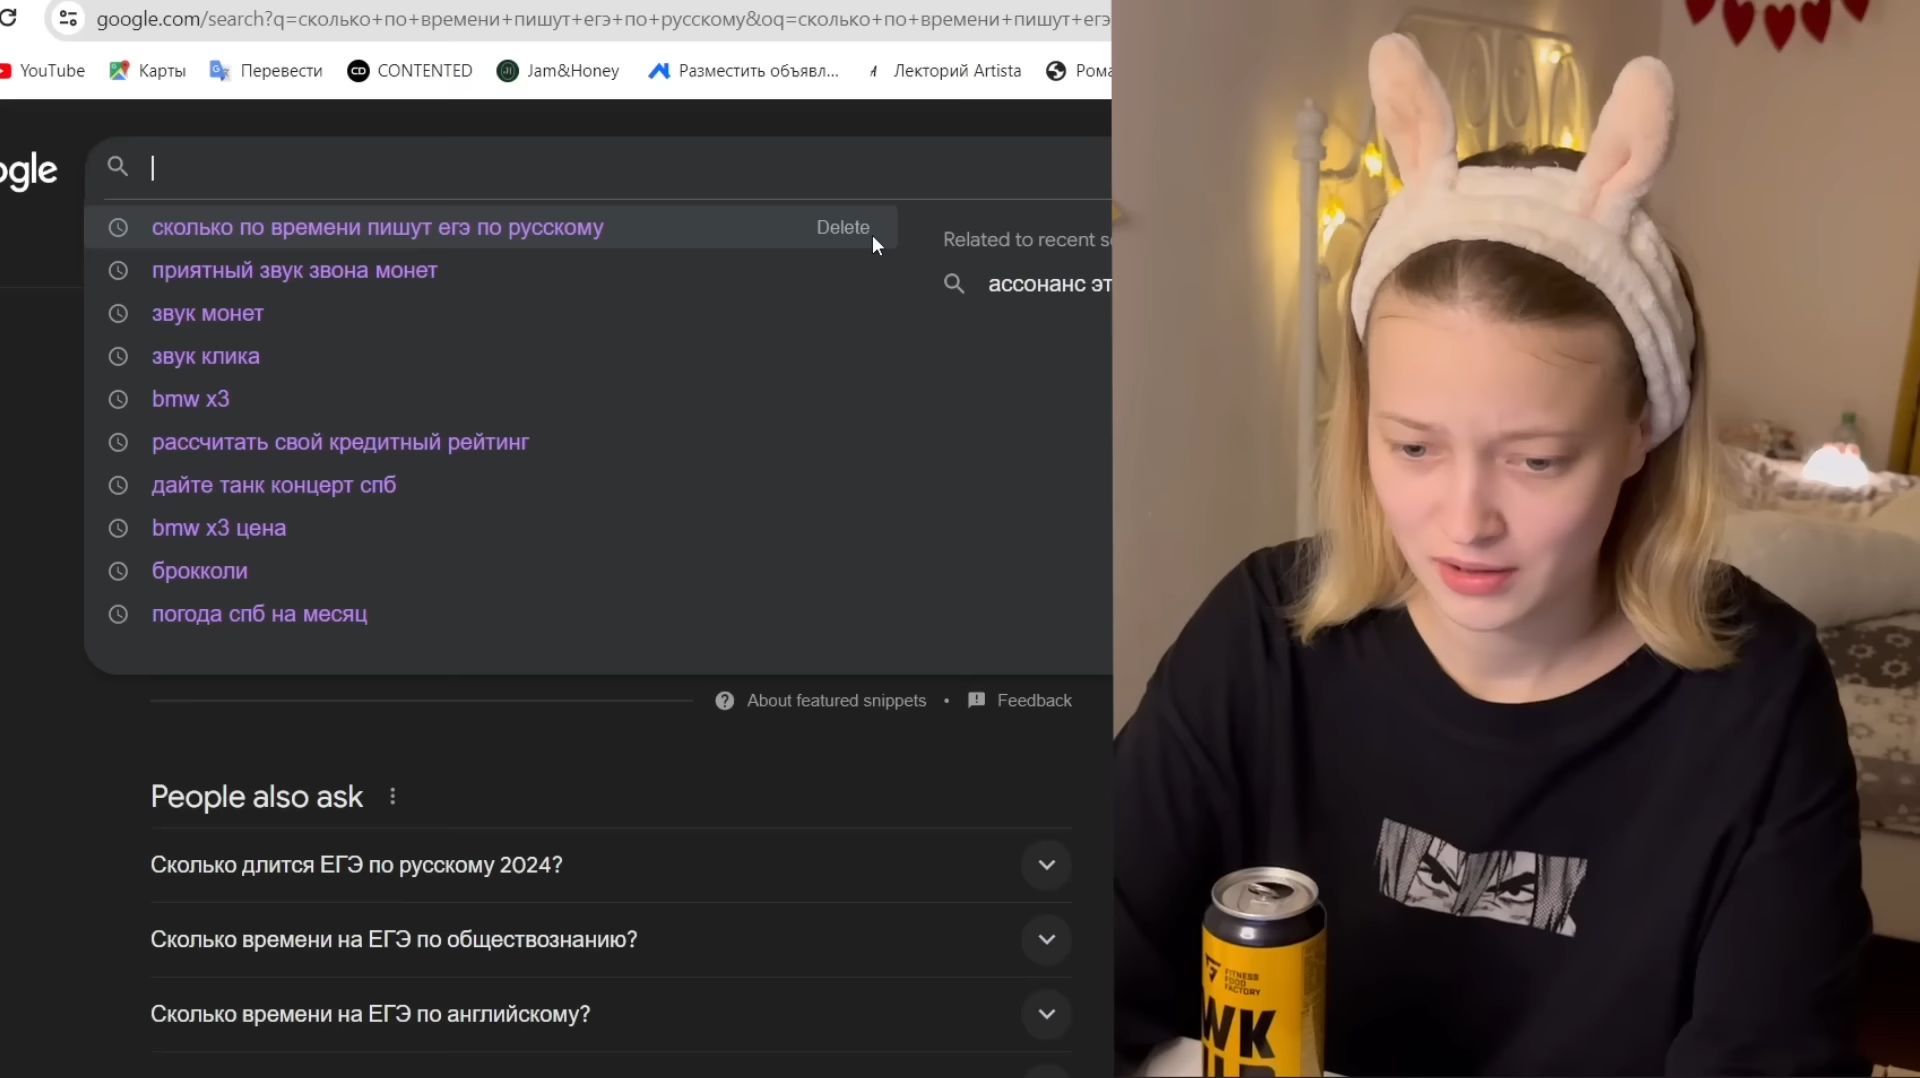 google.com/search?q=сколько+по+времени+пишут+егэ+по+русскому&oq=сколько+по+времени+пишут+егэ
YouTube Карты Перевести CONTENTED Jam&Honey Разместить объявл... Лекторий Artista Рома
ogle
сколько по времени пишут егэ по русскому Delete
приятный звук звона монет
звук монет
звук клика
bmw x3
рассчитать свой кредитный рейтинг
дайте танк концерт спб
bmw x3 цена
брокколи
погода спб на месяц
Related to recent s
ассонанс эт
About featured snippets • Feedback
People also ask
Сколько длится ЕГЭ по русскому 2024?
Сколько времени на ЕГЭ по обществознанию?
Сколько времени на ЕГЭ по английскому?
FITNESS
FOOD
FACTORY
WK